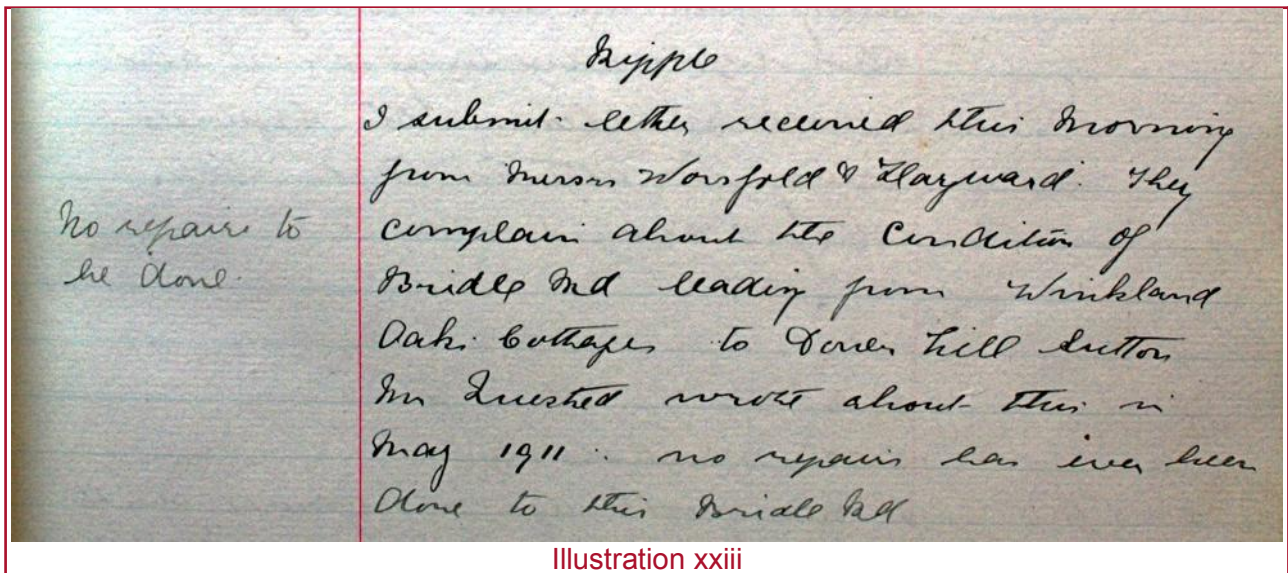 Ripple
I submit letter received this morning
from Messrs Worsfold & Hayward. They
complain about the Condition of
Bridle Rd leading from Winkland
Oaks Cottages to Dover Hill Sutton
Mr Quested wrote about this in
May 1911. no repairs has ever been
done to this Bridle Rd
No repairs to
be done.
Illustration xxiii